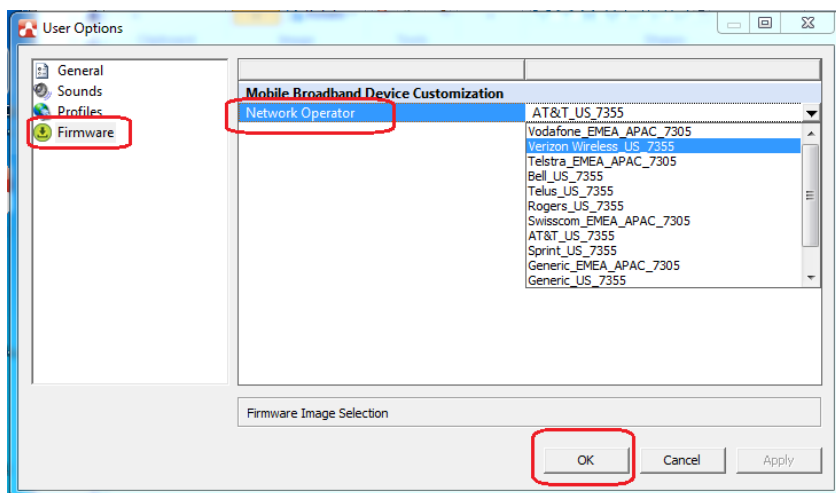 User Options
General
Sounds
Profiles
Firmware
Mobile Broadband Device Customization
Network Operator
AT&T_US_7355
Vodafone_EMEA_APAC_7305
Verizon Wireless_US_7355
Telstra_EMEA_APAC_7305
Bell_US_7355
Telus_US_7355
Rogers_US_7355
Swisscom_EMEA_APAC_7305
AT&T_US_7355
Sprint_US_7355
Generic_EMEA_APAC_7305
Generic_US_7355
Firmware Image Selection
OK
Cancel
Apply